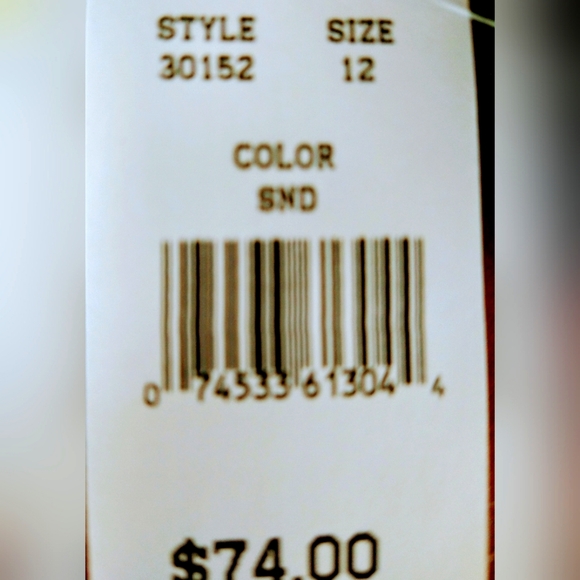 STYLE SIZE
30152 12
COLOR
SND
0 74533 61304 4
$74.00